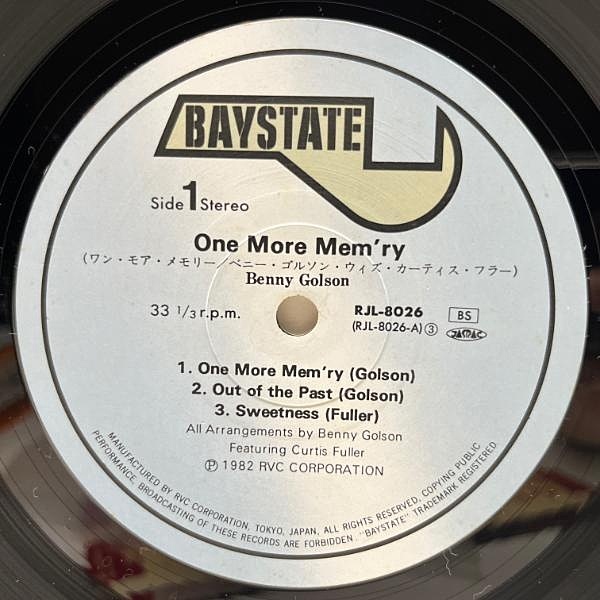 BAYSTATE
Side 1 Stereo
One More Mem'ry
(ワン・モア・メモリー/ベニー・ゴルソン・ウィズ・カーティス・フラー)
Benny Golson
33 1/3 r.p.m.
RJL-8026
BS
(RJL-8026-A)③
JASRAC
1. One More Mem'ry (Golson)
2. Out of the Past (Golson)
3. Sweetness (Fuller)
All Arrangements by Benny Golson
Featuring Curtis Fuller
Ⓟ 1982 RVC CORPORATION
MANUFACTURED BY RVC CORPORATION, TOKYO, JAPAN, ALL RIGHTS RESERVED, COPYING PUBLIC
PERFORMANCE, BROADCASTING OF THESE RECORDS ARE FORBIDDEN. "BAYSTATE" TRADEMARK REGISTERED